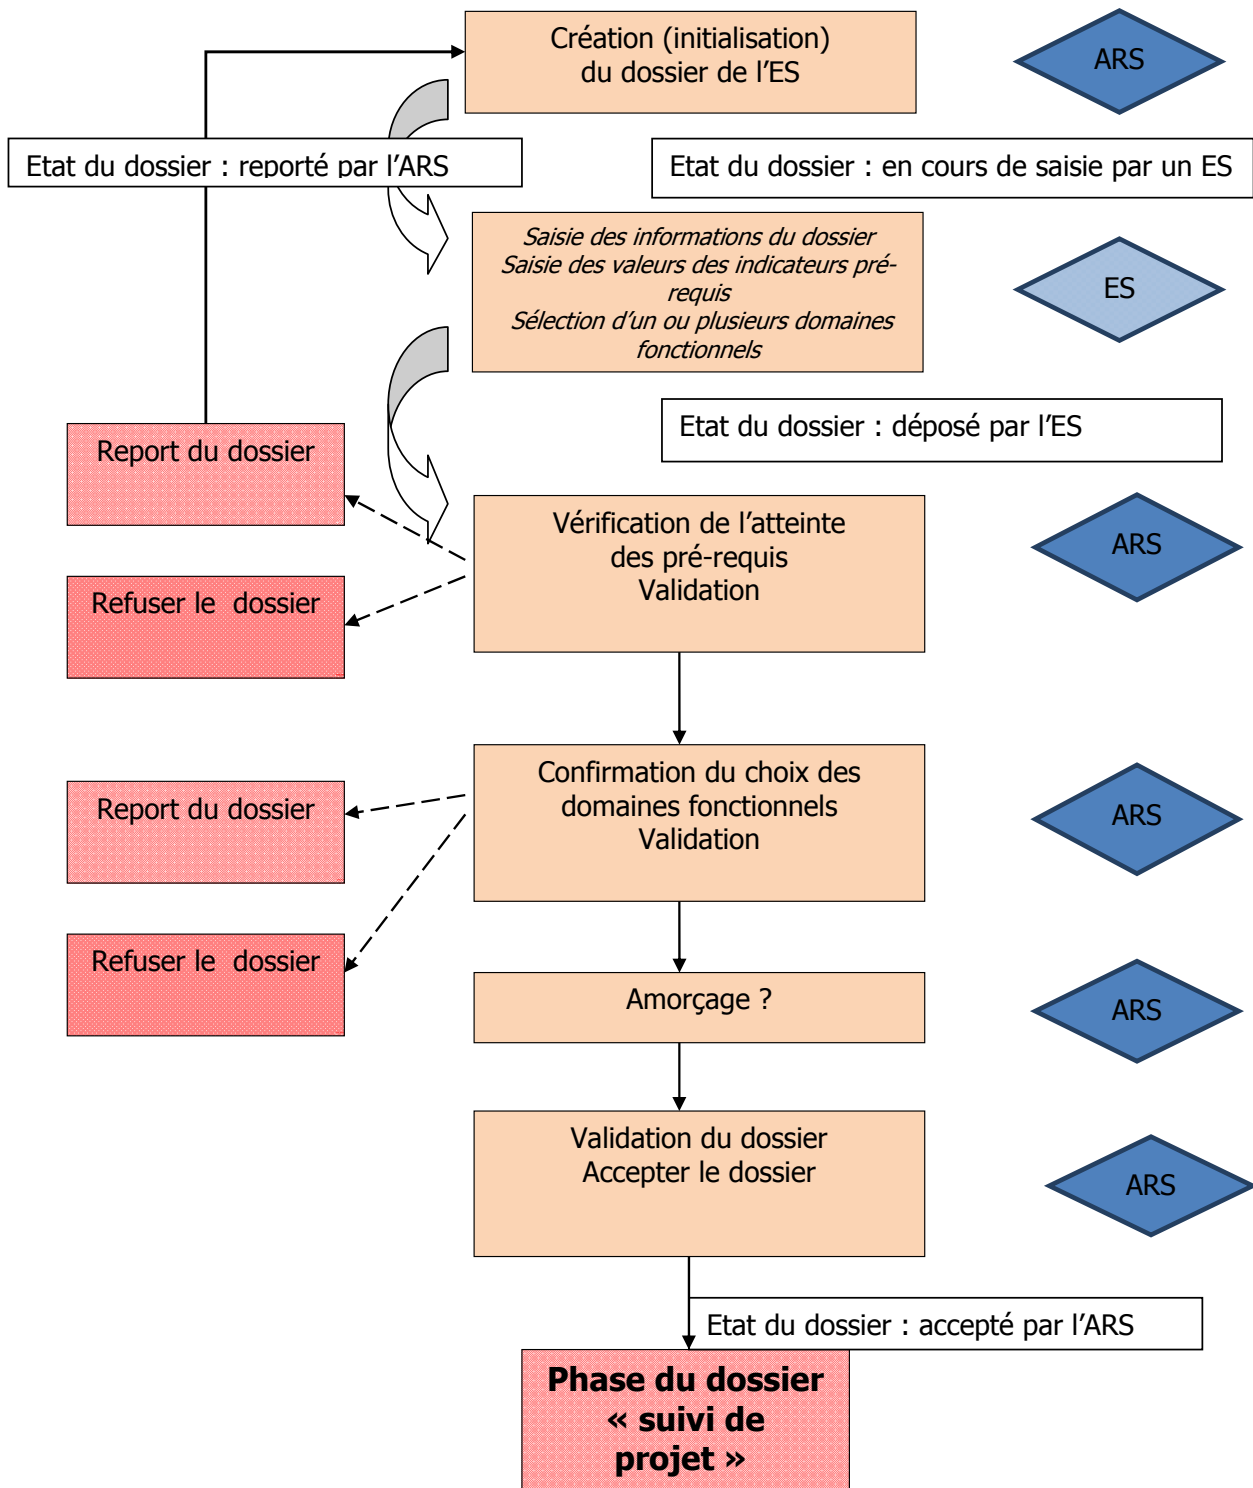 Création (initialisation)
du dossier de l’ES
ARS
Etat du dossier : reporté par l’ARS
Etat du dossier : en cours de saisie par un ES
Saisie des informations du dossier
Saisie des valeurs des indicateurs pré-
requis
Sélection d’un ou plusieurs domaines
fonctionnels
ES
Etat du dossier : déposé par l’ES
Report du dossier
Vérification de l’atteinte
des pré-requis
Validation
ARS
Refuser le  dossier
Confirmation du choix des
domaines fonctionnels
Validation
ARS
Report du dossier
Refuser le  dossier
Amorçage ?
ARS
Validation du dossier
Accepter le dossier
ARS
Etat du dossier : accepté par l’ARS
Phase du dossier
« suivi de
projet »